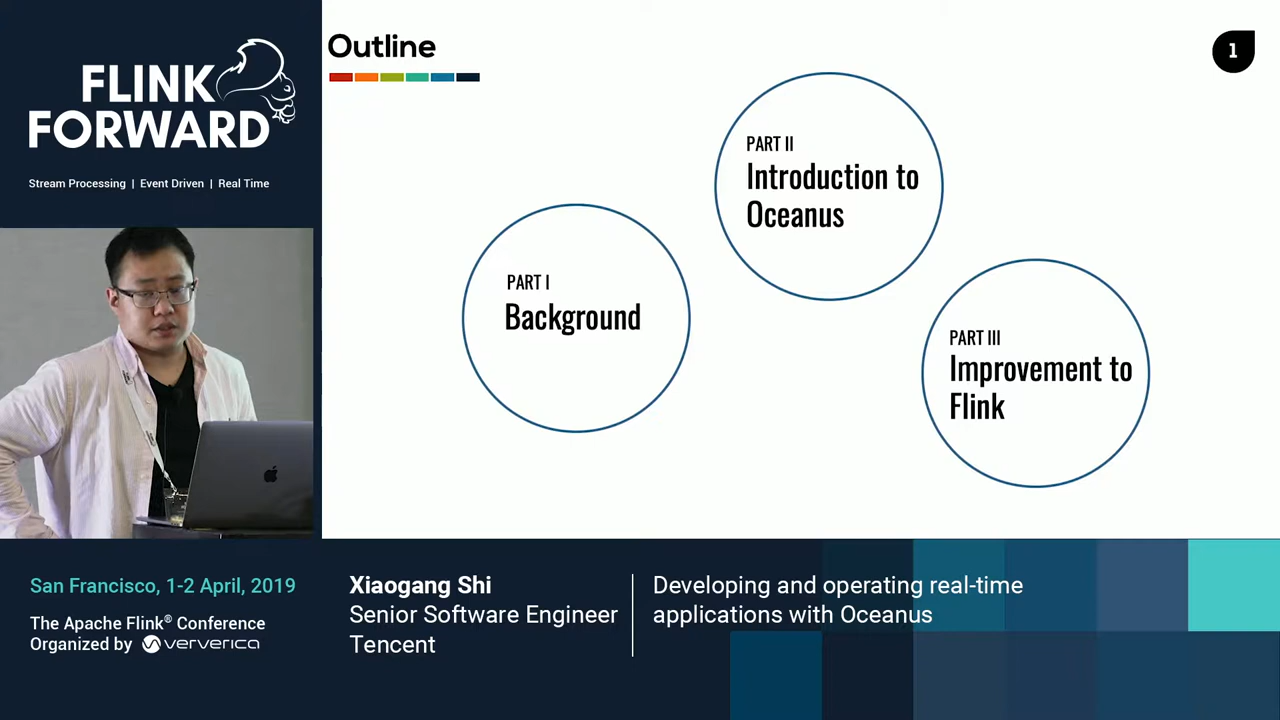 FLINK
FORWARD
Stream Processing | Event Driven | Real Time
Outline
1
PART I
Background
PART II
Introduction to
Oceanus
PART III
Improvement to
Flink
San Francisco, 1-2 April, 2019
The Apache Flink® Conference
Organized by ververica
Xiaogang Shi
Senior Software Engineer
Tencent
Developing and operating real-time
applications with Oceanus